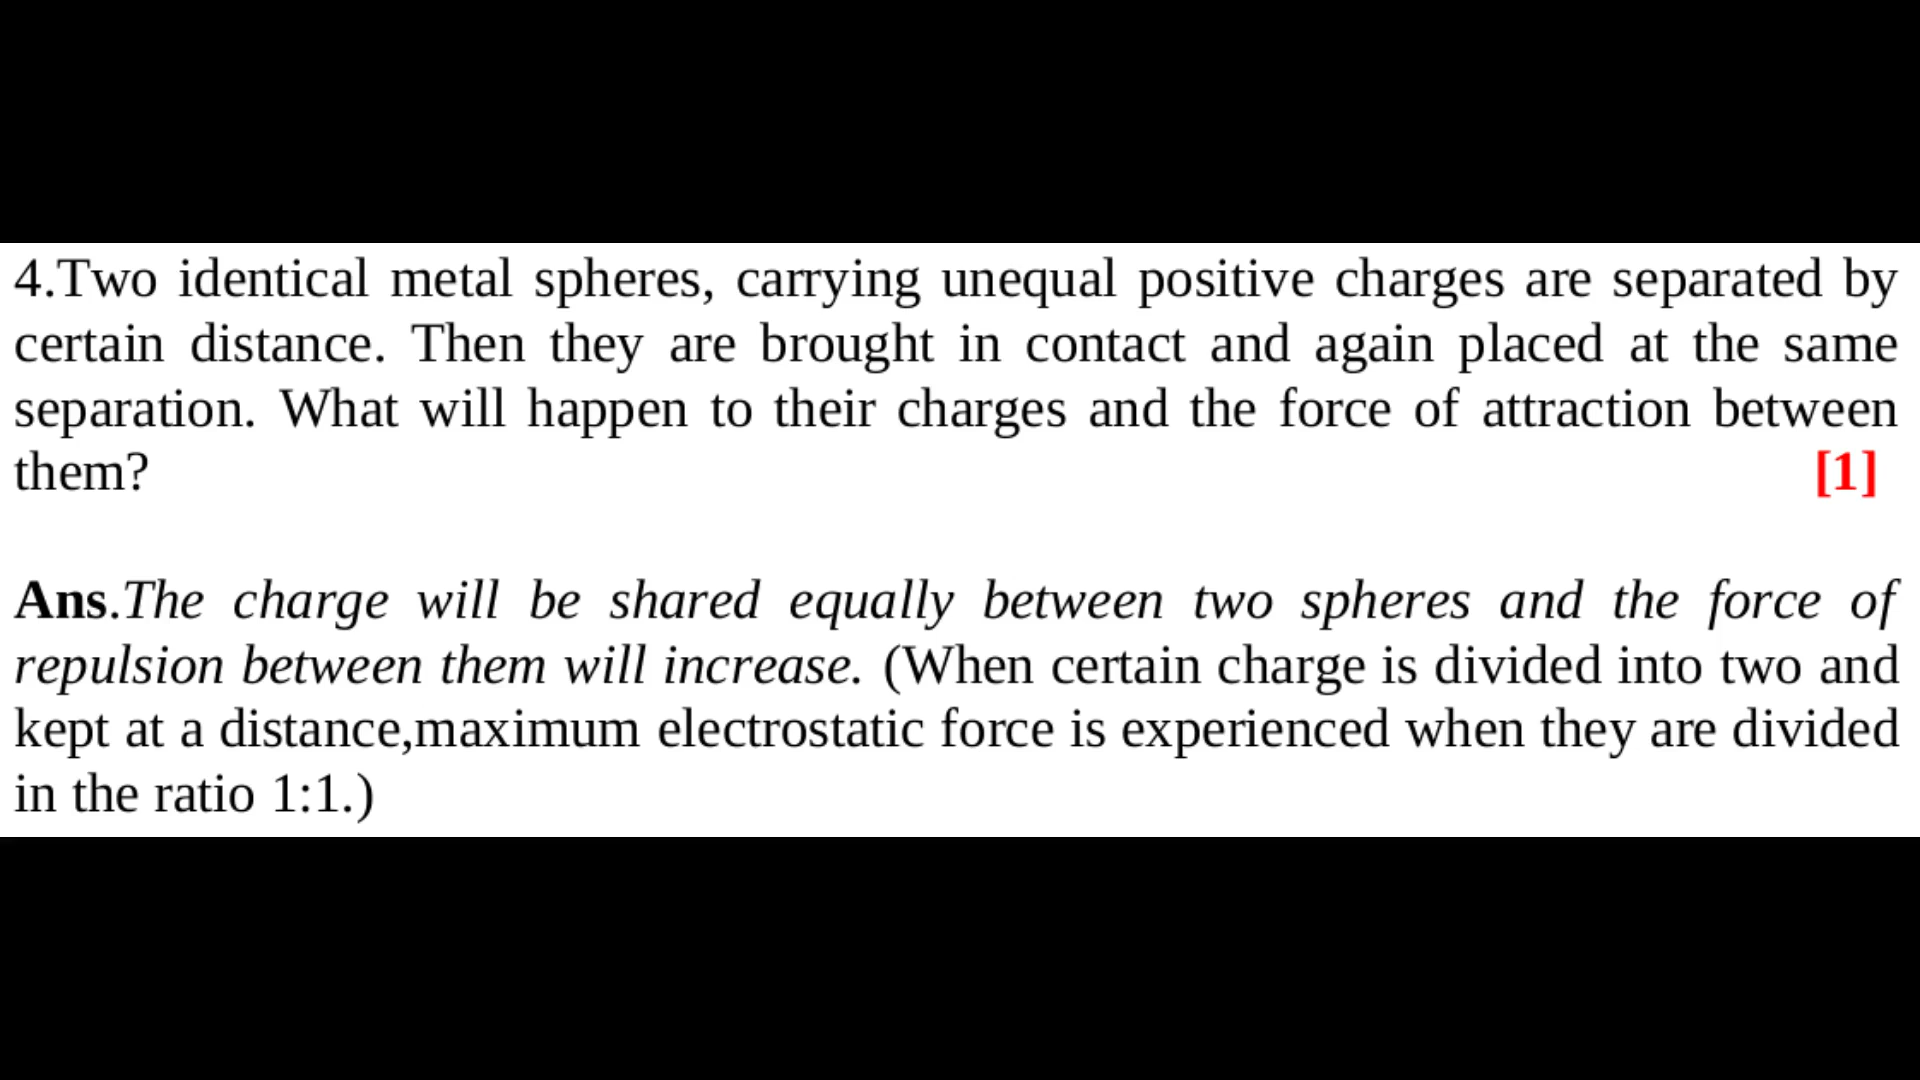 4.Two identical metal spheres, carrying unequal positive charges are separated by
certain distance. Then they are brought in contact and again placed at the same
separation. What will happen to their charges and the force of attraction between
them? [1]
Ans.The charge will be shared equally between two spheres and the force of
repulsion between them will increase. (When certain charge is divided into two and
kept at a distance,maximum electrostatic force is experienced when they are divided
in the ratio 1:1.)